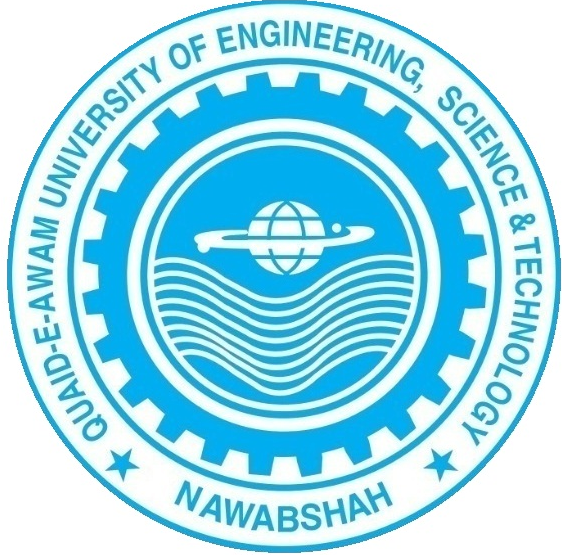 QUAID-E-AWAM UNIVERSITY OF ENGINEERING, SCIENCE & TECHNOLOGY
NAWABSHAH